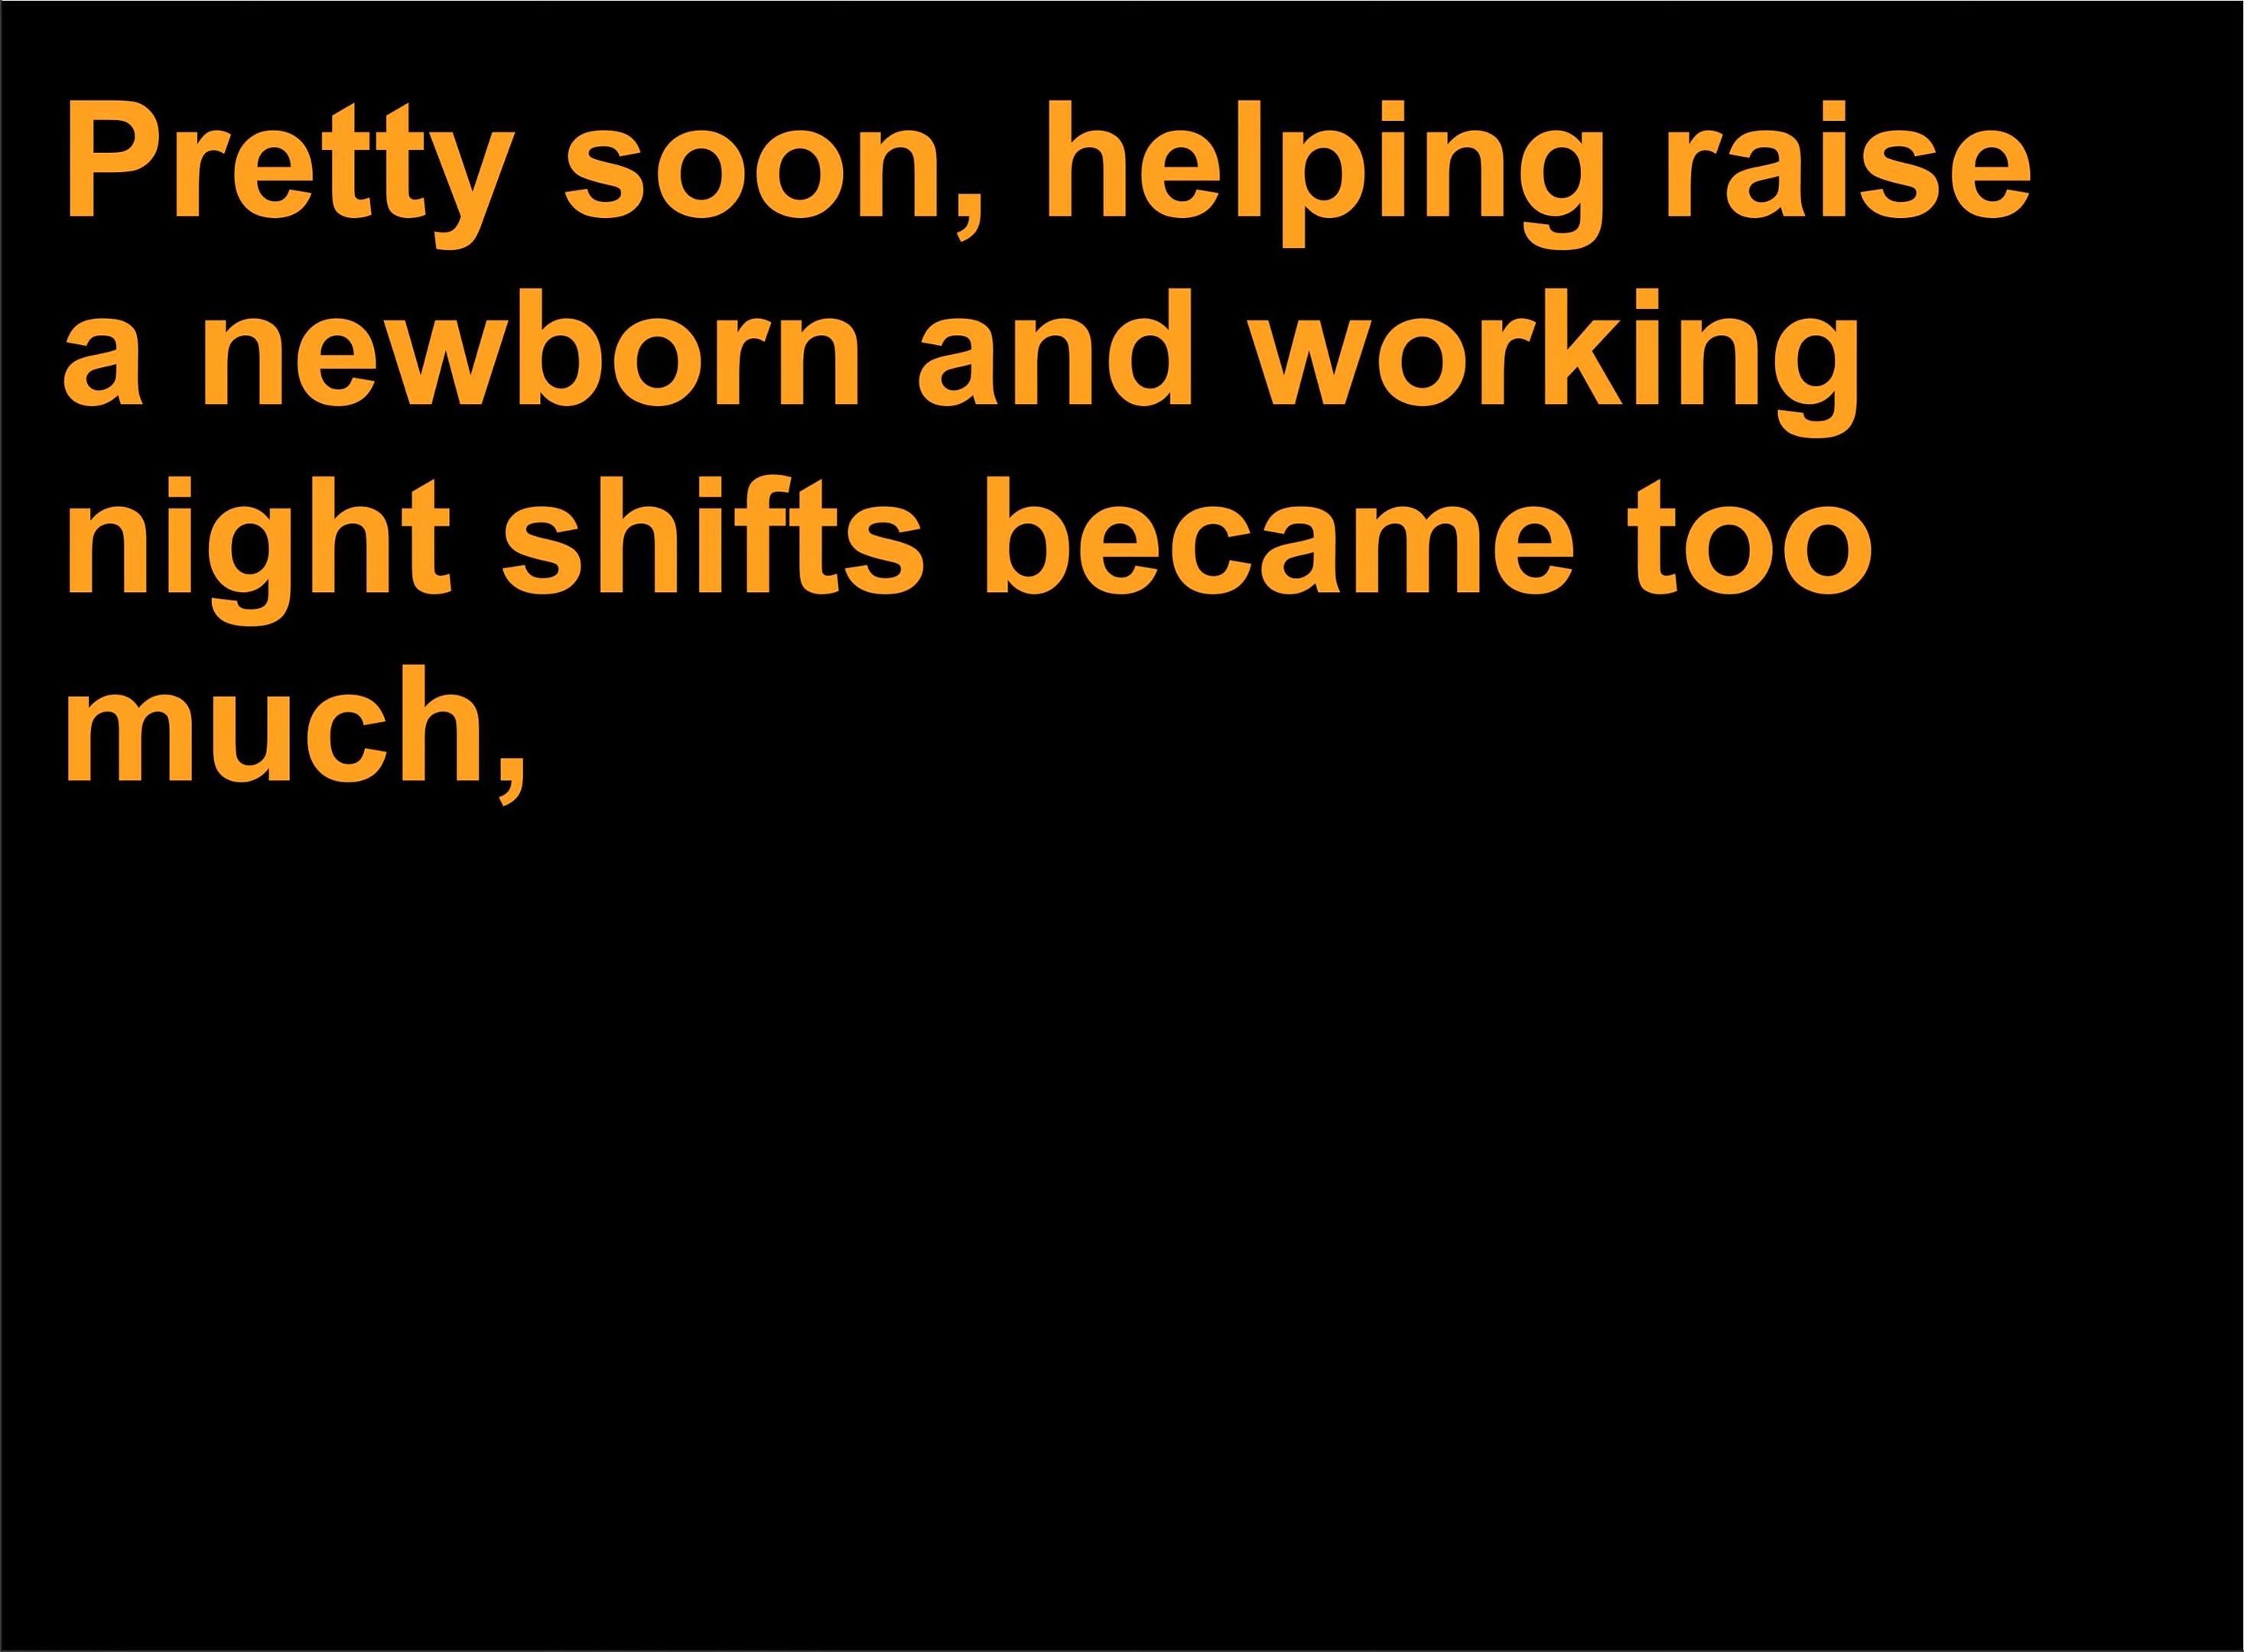 Pretty soon, helping raise
a newborn and working
night shifts became too
much,